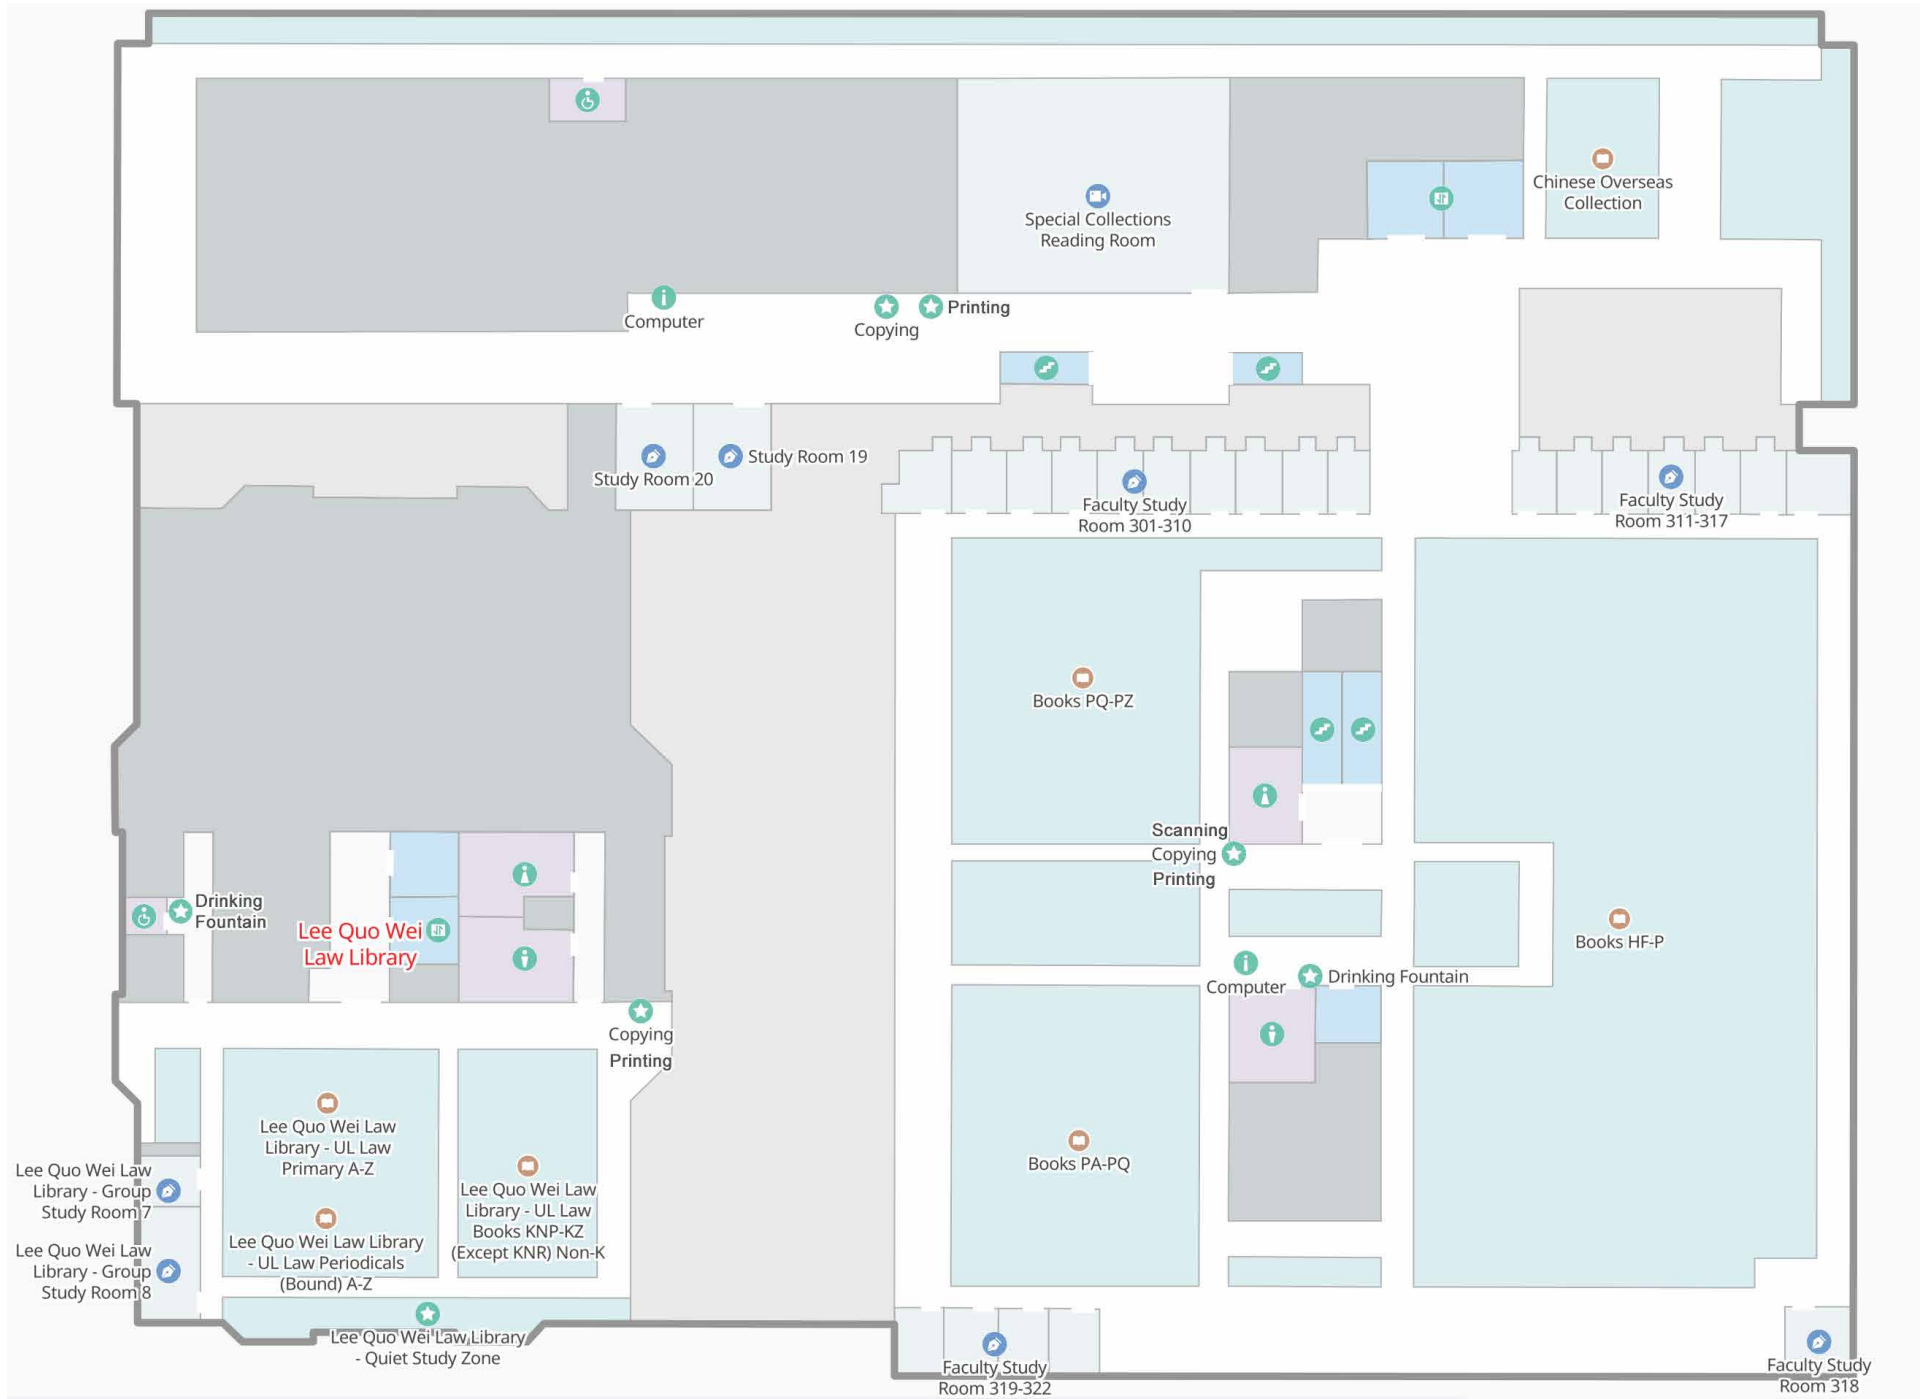 Chinese Overseas
Collection
Special Collections
Reading Room
Computer
Copying
Printing
Study Room 20
Study Room 19
Faculty Study
Room 301-310
Faculty Study
Room 311-317
Books PQ-PZ
Scanning
Copying
Printing
Drinking
Fountain
Lee Quo Wei
Law Library
Books HF-P
Computer
Drinking Fountain
Copying
Printing
Lee Quo Wei Law
Library - UL Law
Primary A-Z
Lee Quo Wei Law
Library - Group
Study Room 7
Lee Quo Wei Law
Library - UL Law
Books KNP-KZ
(Except KNR) Non-K
Books PA-PQ
Lee Quo Wei Law Library
- UL Law Periodicals
(Bound) A-Z
Lee Quo Wei Law
Library - Group
Study Room 8
Lee Quo Wei Law Library
- Quiet Study Zone
Faculty Study
Room 319-322
Faculty Study
Room 318